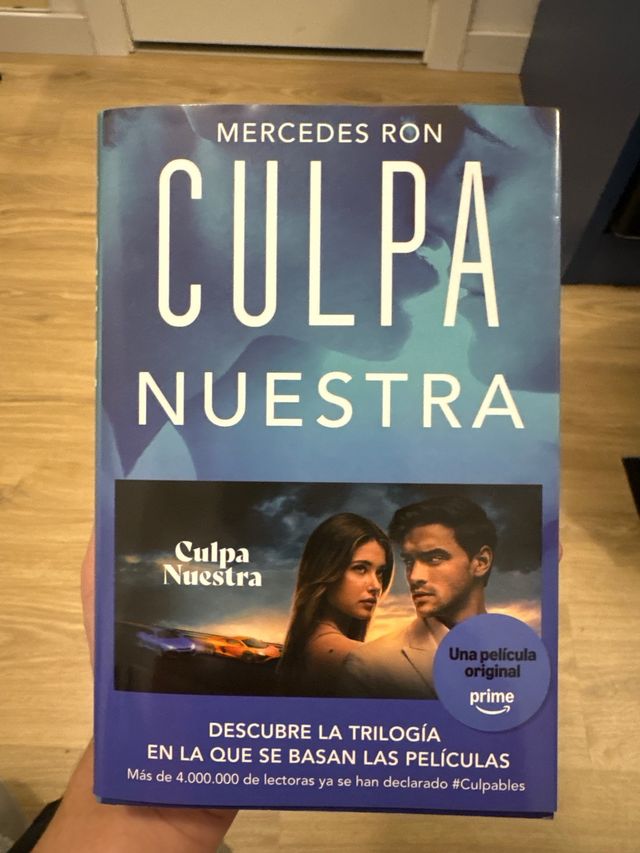 MERCEDES RON
CULPA
NUESTRA
Culpa
Nuestra
Una película
original
prime
DESCUBRE LA TRILOGÍA
EN LA QUE SE BASAN LAS PELÍCULAS
Más de 4.000.000 de lectoras ya se han declarado #Culpables